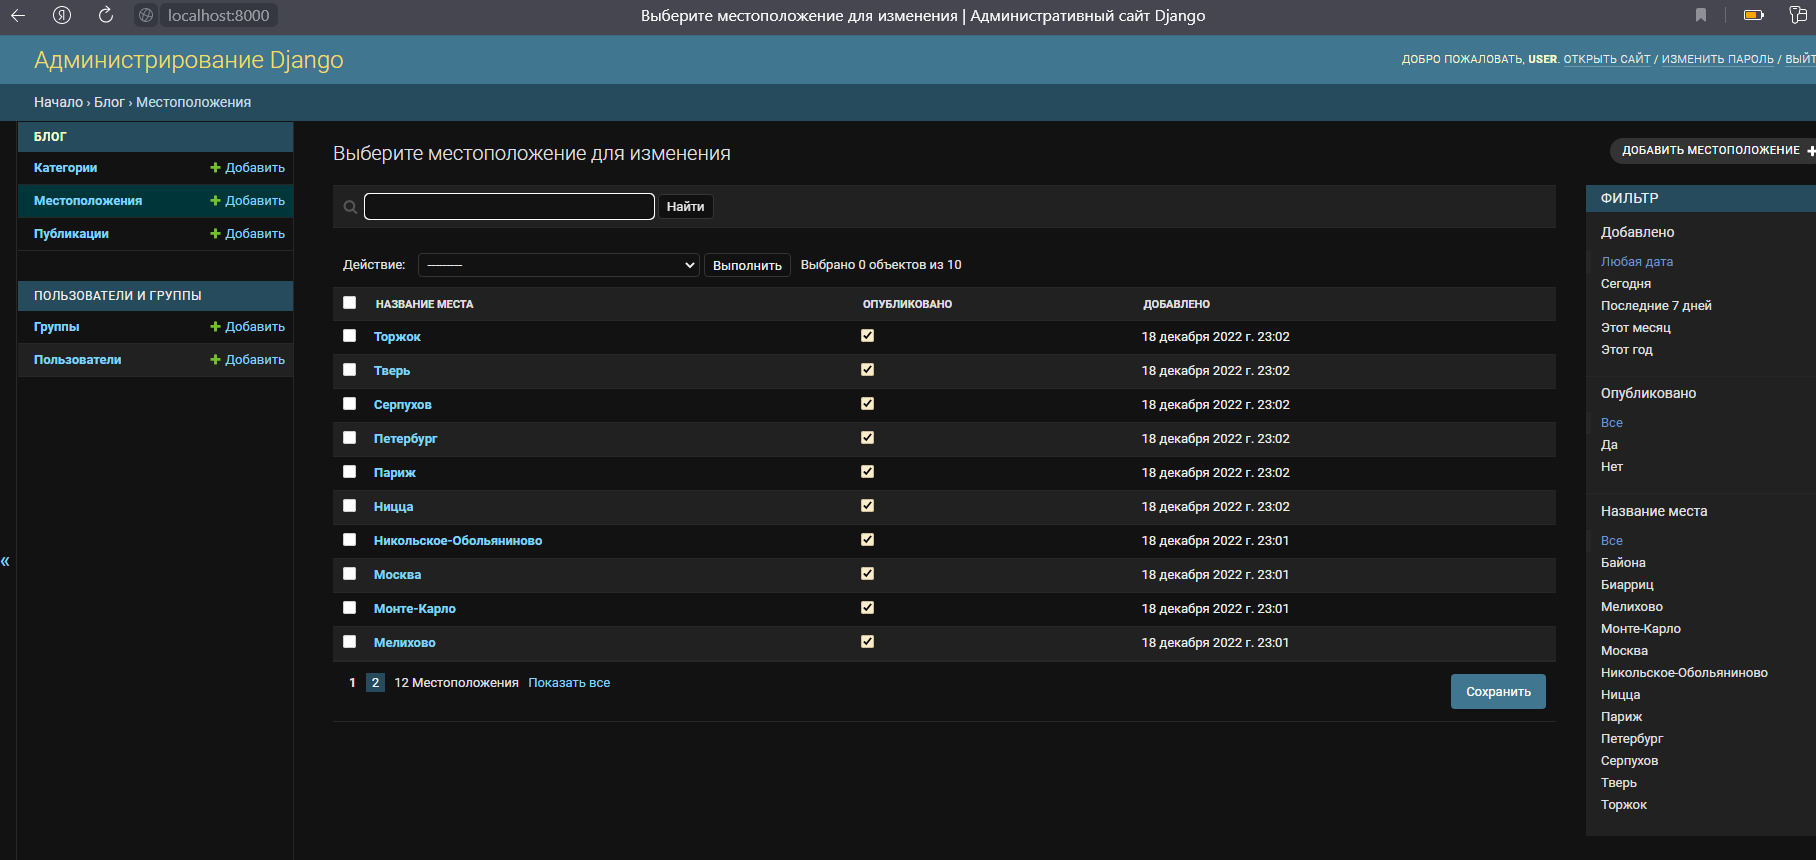 localhost:8000
Выберите местоположение для изменения | Административный сайт Django
Администрирование Django
ДОБРО ПОЖАЛОВАТЬ, USER. ОТКРЫТЬ САЙТ / ИЗМЕНИТЬ ПАРОЛЬ / ВЫЙТ
Начало › Блог › Местоположения
БЛОГ
Категории + Добавить
Местоположения + Добавить
Публикации + Добавить
ПОЛЬЗОВАТЕЛИ И ГРУППЫ
Группы + Добавить
Пользователи + Добавить
«
Выберите местоположение для изменения
ДОБАВИТЬ МЕСТОПОЛОЖЕНИЕ +
Найти
Действие: --------- Выполнить Выбрано 0 объектов из 10
НАЗВАНИЕ МЕСТА ОПУБЛИКОВАНО ДОБАВЛЕНО
Торжок 18 декабря 2022 г. 23:02
Тверь 18 декабря 2022 г. 23:02
Серпухов 18 декабря 2022 г. 23:02
Петербург 18 декабря 2022 г. 23:02
Париж 18 декабря 2022 г. 23:02
Ницца 18 декабря 2022 г. 23:02
Никольское-Обольяниново 18 декабря 2022 г. 23:01
Москва 18 декабря 2022 г. 23:01
Монте-Карло 18 декабря 2022 г. 23:01
Мелихово 18 декабря 2022 г. 23:01
1 2 12 Местоположения Показать все
Сохранить
ФИЛЬТР
Добавлено
Любая дата
Сегодня
Последние 7 дней
Этот месяц
Этот год
Опубликовано
Все
Да
Нет
Название места
Все
Байона
Биарриц
Мелихово
Монте-Карло
Москва
Никольское-Обольяниново
Ницца
Париж
Петербург
Серпухов
Тверь
Торжок